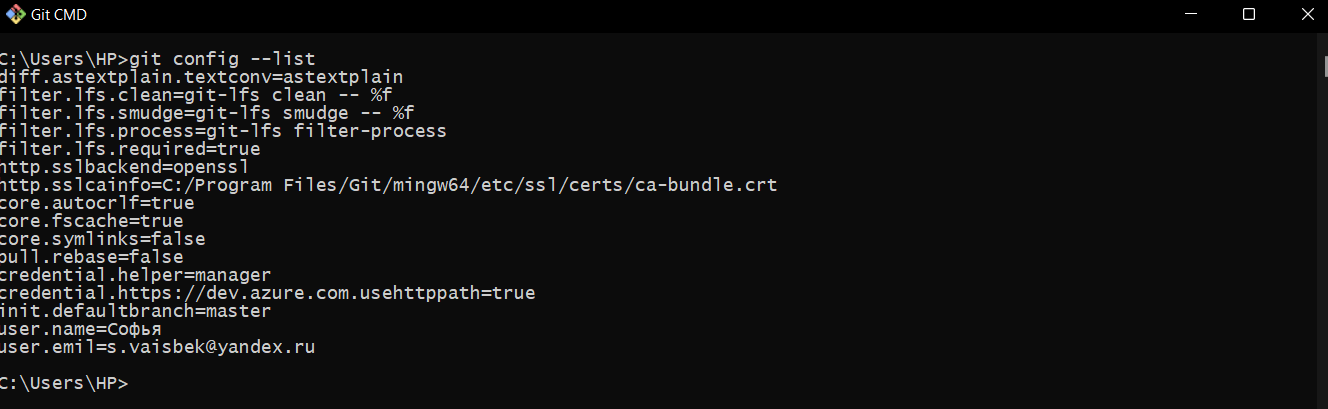 Git CMD
C:\Users\HP>git config --list
diff.astextplain.textconv=astextplain
filter.lfs.clean=git-lfs clean -- %f
filter.lfs.smudge=git-lfs smudge -- %f
filter.lfs.process=git-lfs filter-process
filter.lfs.required=true
http.sslbackend=openssl
http.sslcainfo=C:/Program Files/Git/mingw64/etc/ssl/certs/ca-bundle.crt
core.autocrlf=true
core.fscache=true
core.symlinks=false
pull.rebase=false
credential.helper=manager
credential.https://dev.azure.com.usehttppath=true
init.defaultbranch=master
user.name=Софья
user.emil=s.vaisbek@yandex.ru
C:\Users\HP>